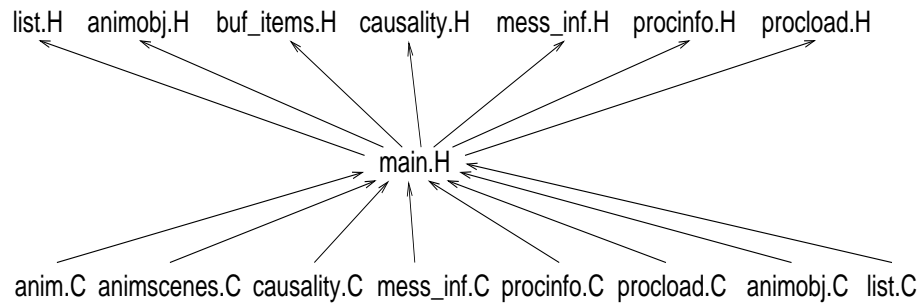 list.H animobj.H buf_items.H causality.H mess_inf.H procinfo.H procload.H
main.H
anim.C animscenes.C causality.C mess_inf.C procinfo.C procload.C animobj.C list.C